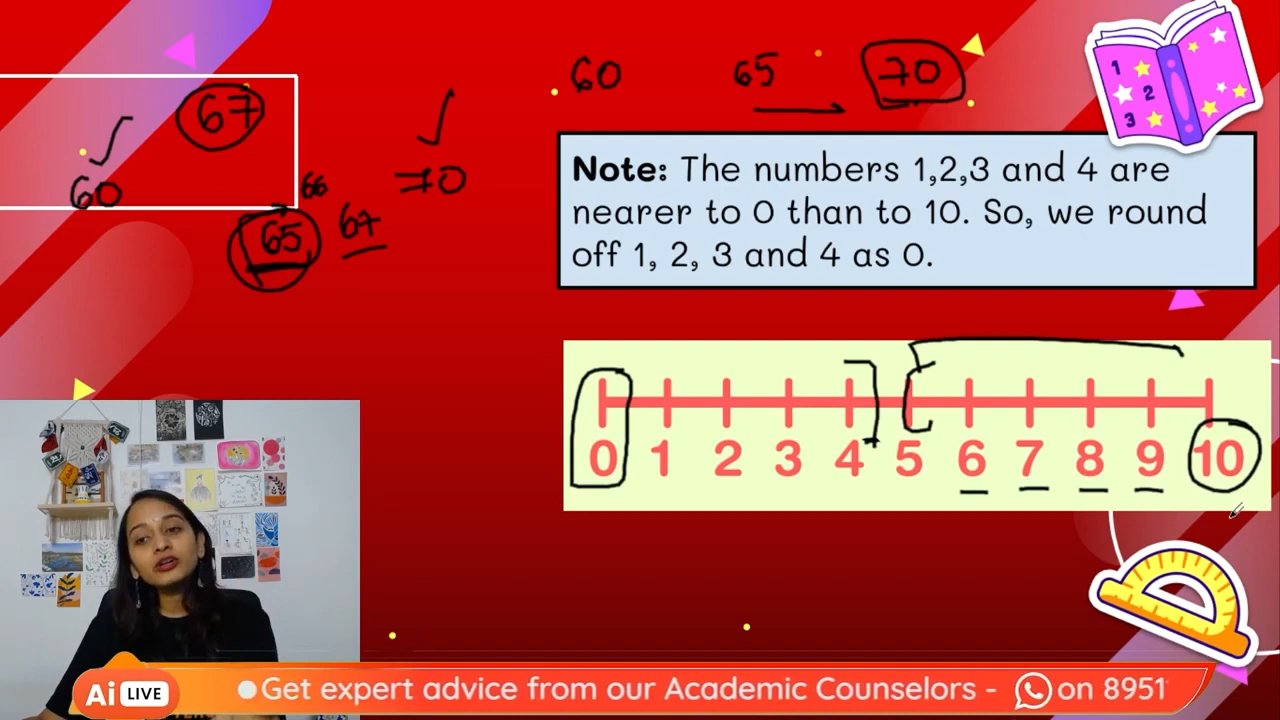 60 65 70
67
60
70
66
65, 67
1
2
3
Note: The numbers 1,2,3 and 4 are
nearer to 0 than to 10. So, we round
off 1, 2, 3 and 4 as 0.
0 1 2 3 4 5 6 7 8 9 10
Ai LIVE
Get expert advice from our Academic Counselors - on 8951